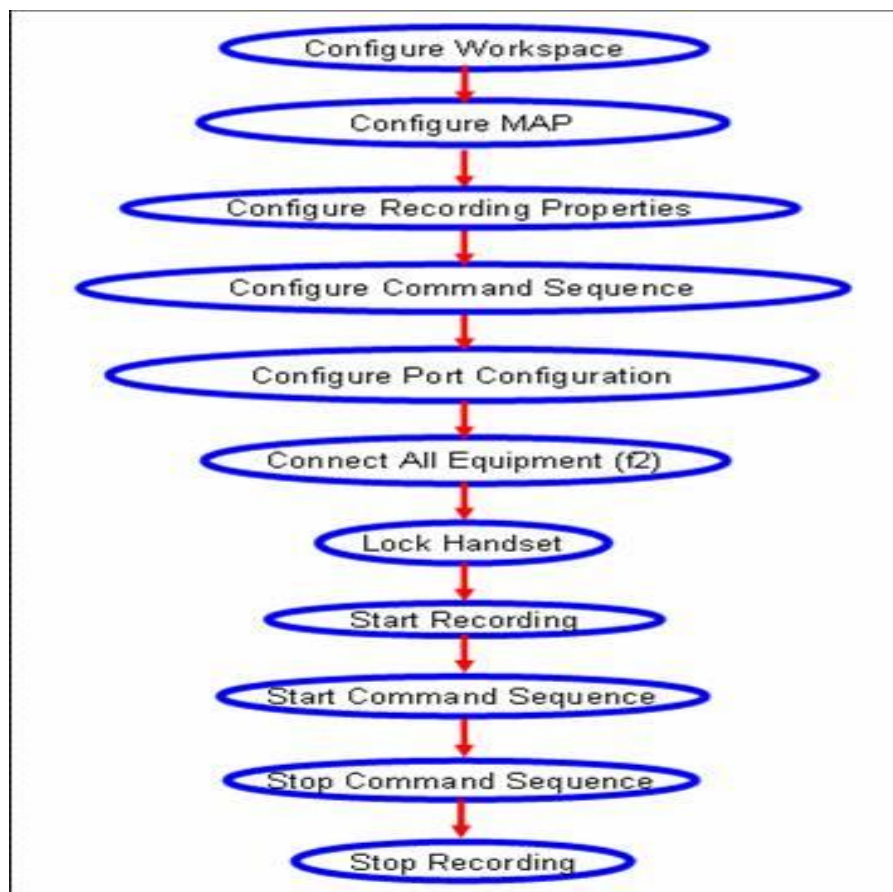 Configure Workspace
Configure MAP
Configure Recording Properties
Configure Command Sequence
Configure Port Configuration
Connect All Equipment (f2)
Lock Handset
Start Recording
Start Command Sequence
Stop Command Sequence
Stop Recording